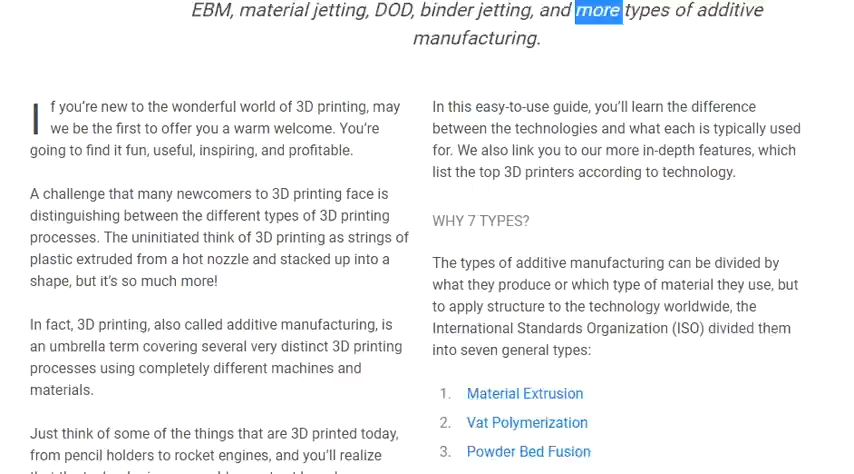 EBM, material jetting, DOD, binder jetting, and more types of additive
manufacturing.
If you’re new to the wonderful world of 3D printing, may
we be the first to offer you a warm welcome. You’re
going to find it fun, useful, inspiring, and profitable.
A challenge that many newcomers to 3D printing face is
distinguishing between the different types of 3D printing
processes. The uninitiated think of 3D printing as strings of
plastic extruded from a hot nozzle and stacked up into a
shape, but it’s so much more!
In fact, 3D printing, also called additive manufacturing, is
an umbrella term covering several very distinct 3D printing
processes using completely different machines and
materials.
Just think of some of the things that are 3D printed today,
from pencil holders to rocket engines, and you’ll realize
In this easy-to-use guide, you’ll learn the difference
between the technologies and what each is typically used
for. We also link you to our more in-depth features, which
list the top 3D printers according to technology.
WHY 7 TYPES?
The types of additive manufacturing can be divided by
what they produce or which type of material they use, but
to apply structure to the technology worldwide, the
International Standards Organization (ISO) divided them
into seven general types:
1. Material Extrusion
2. Vat Polymerization
3. Powder Bed Fusion